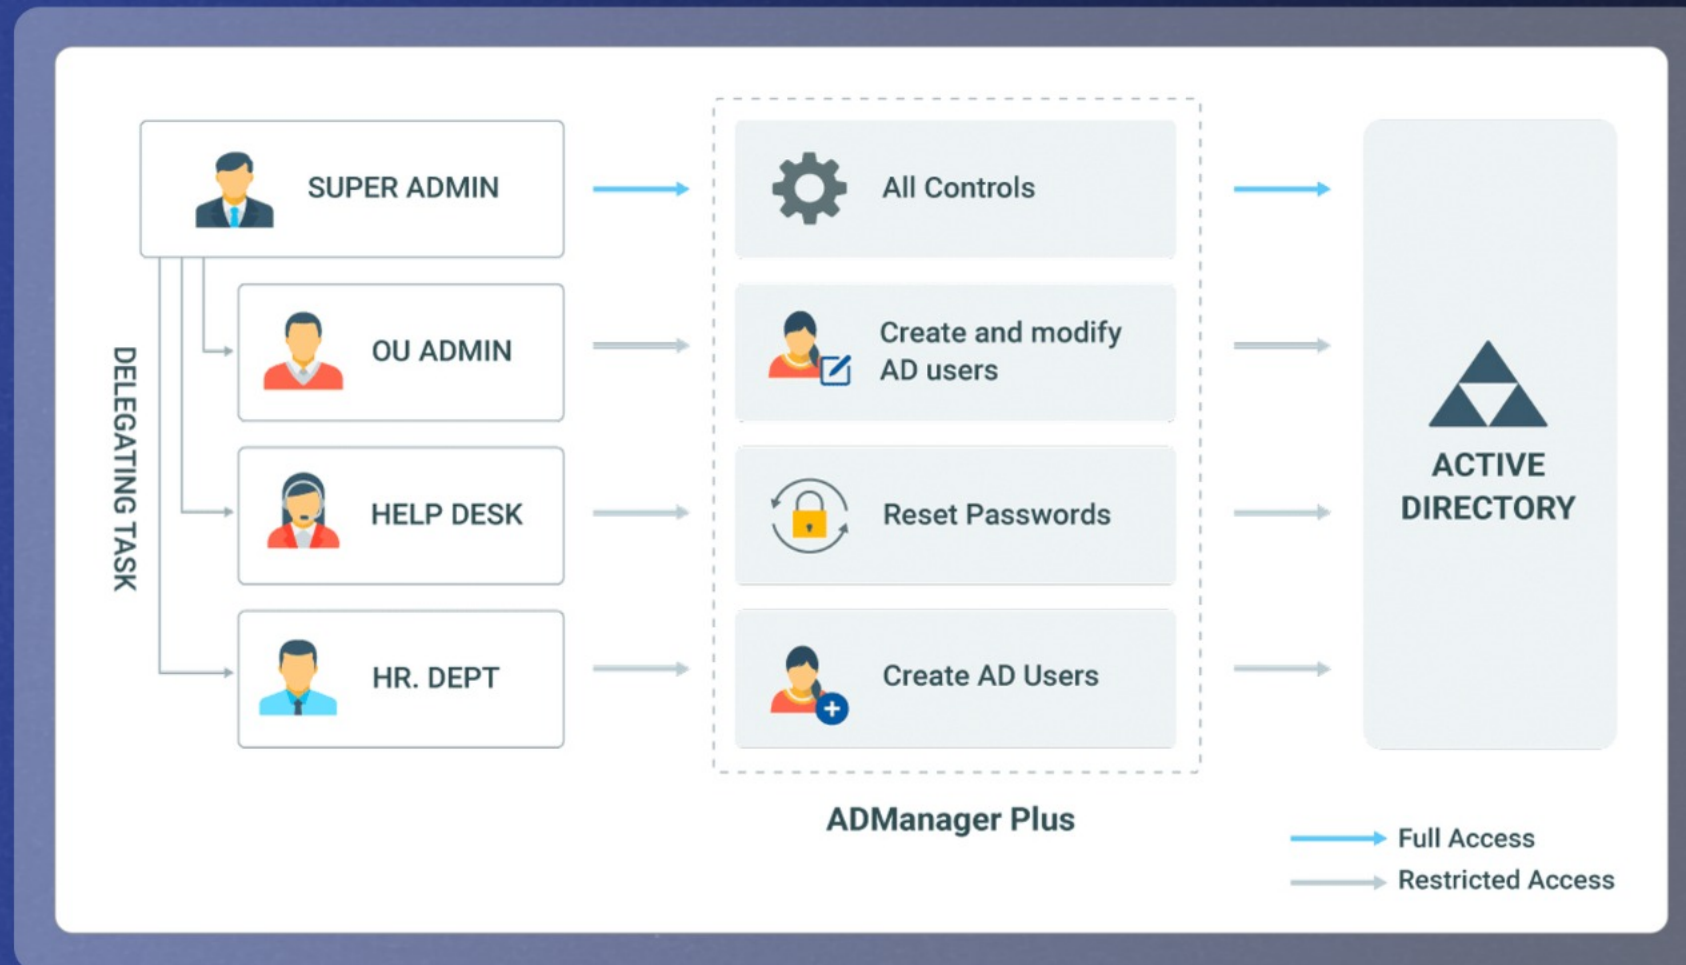 SUPER ADMIN
All Controls
OU ADMIN
Create and modify
AD users
DELEGATING TASK
HELP DESK
Reset Passwords
ACTIVE
DIRECTORY
HR. DEPT
Create AD Users
ADManager Plus
Full Access
Restricted Access